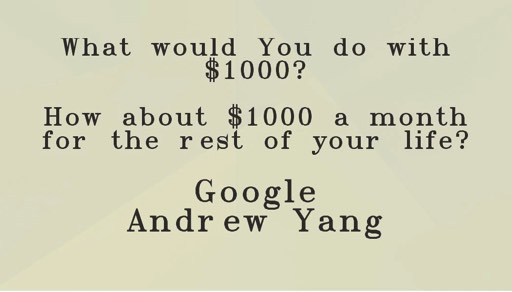 What would You do with
$1000?
How about $1000 a month
for the rest of your life?
Google
Andrew Yang